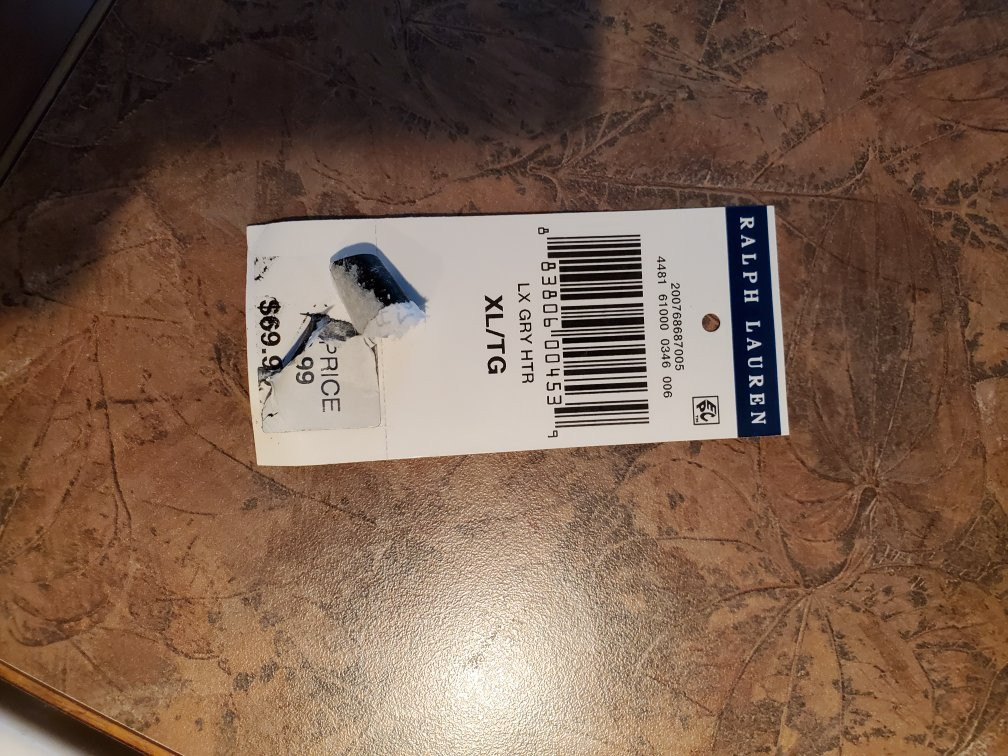 RALPH LAUREN
200768687005
4481 61000 0346 006
8 83806 00453 9
LX GRY HTR
XL/TG
PRICE
99
$69.9